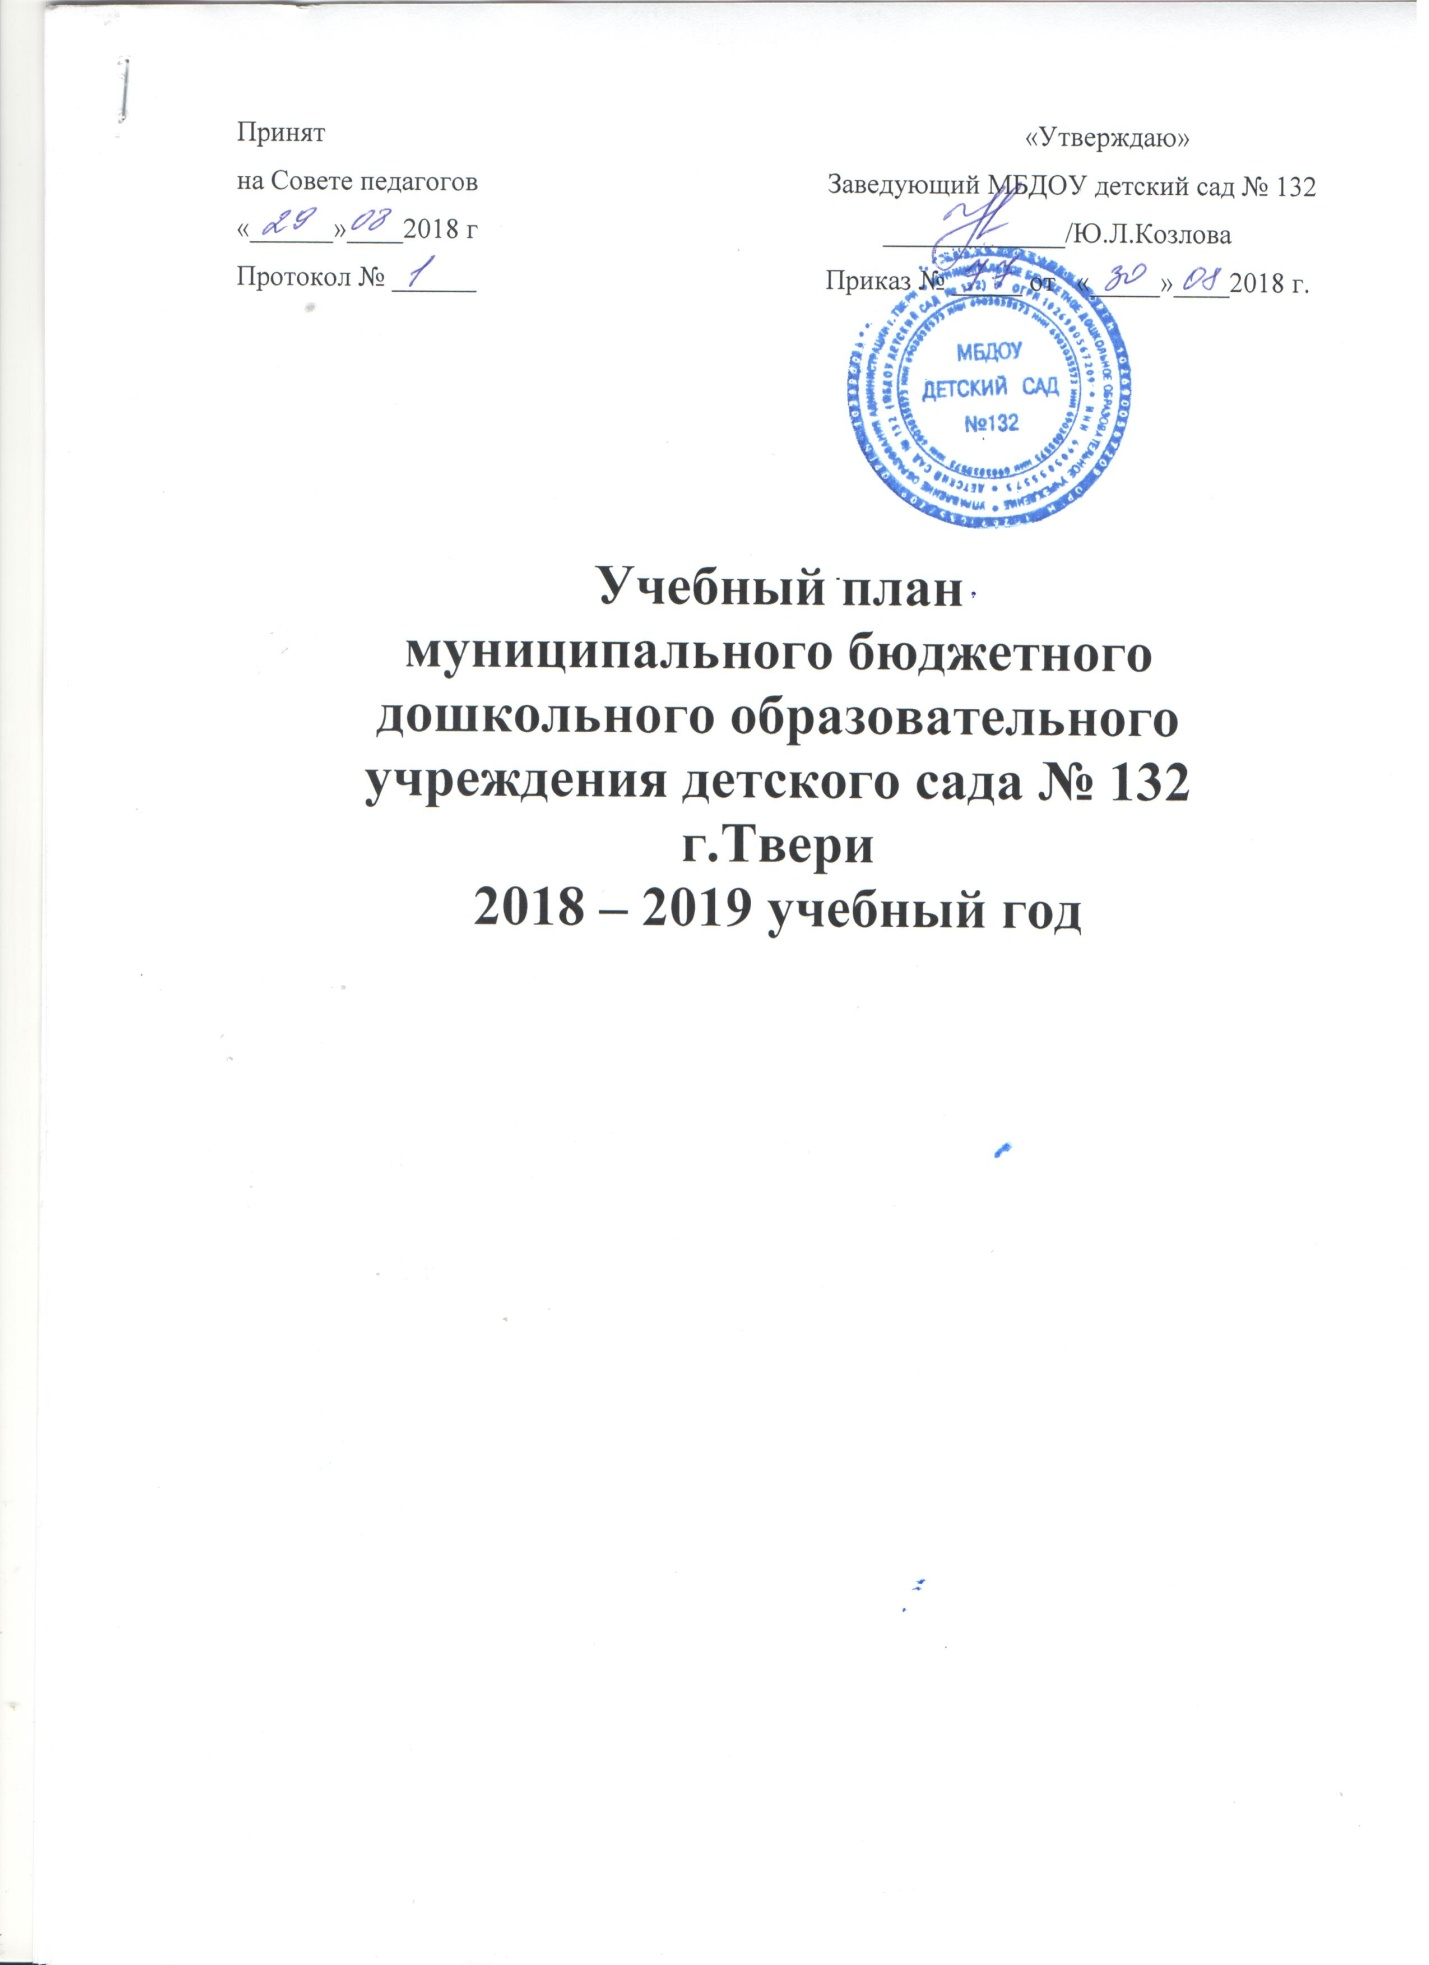 Принят
на Совете педагогов
«29»08 2018 г
Протокол № 1
«Утверждаю»
Заведующий МБДОУ детский сад № 132
/Ю.Л.Козлова
Приказ № 77 от «30»08 2018 г.
МБДОУ
ДЕТСКИЙ САД
№132
Учебный план
муниципального бюджетного
дошкольного образовательного
учреждения детского сада № 132
г.Твери
2018 – 2019 учебный год